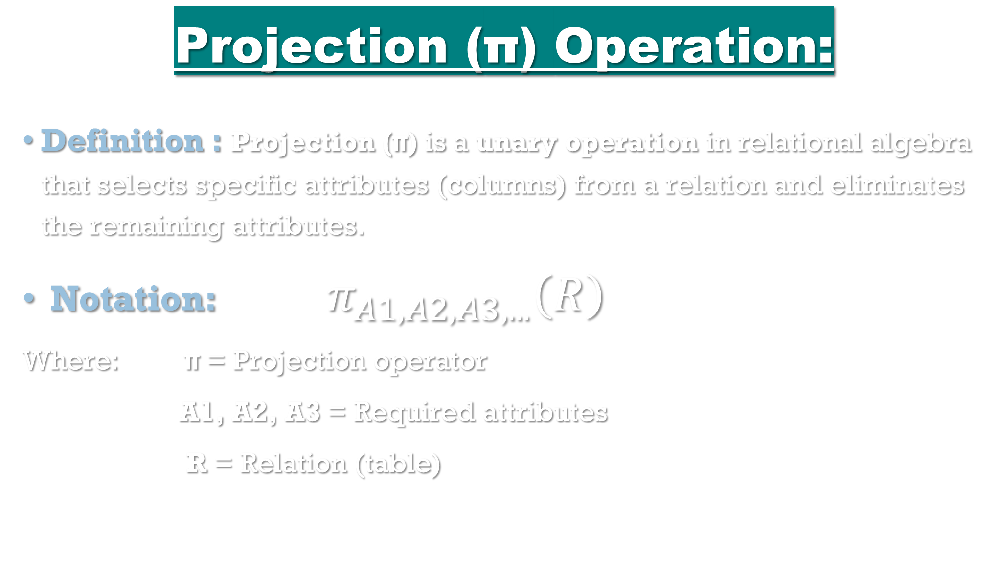 Projection (π) Operation:
• Definition : Projection (π) is a unary operation in relational algebra
that selects specific attributes (columns) from a relation and eliminates
the remaining attributes.
• Notation: π_{A1,A2,A3,…}(R)
Where: π = Projection operator
A1, A2, A3 = Required attributes
R = Relation (table)